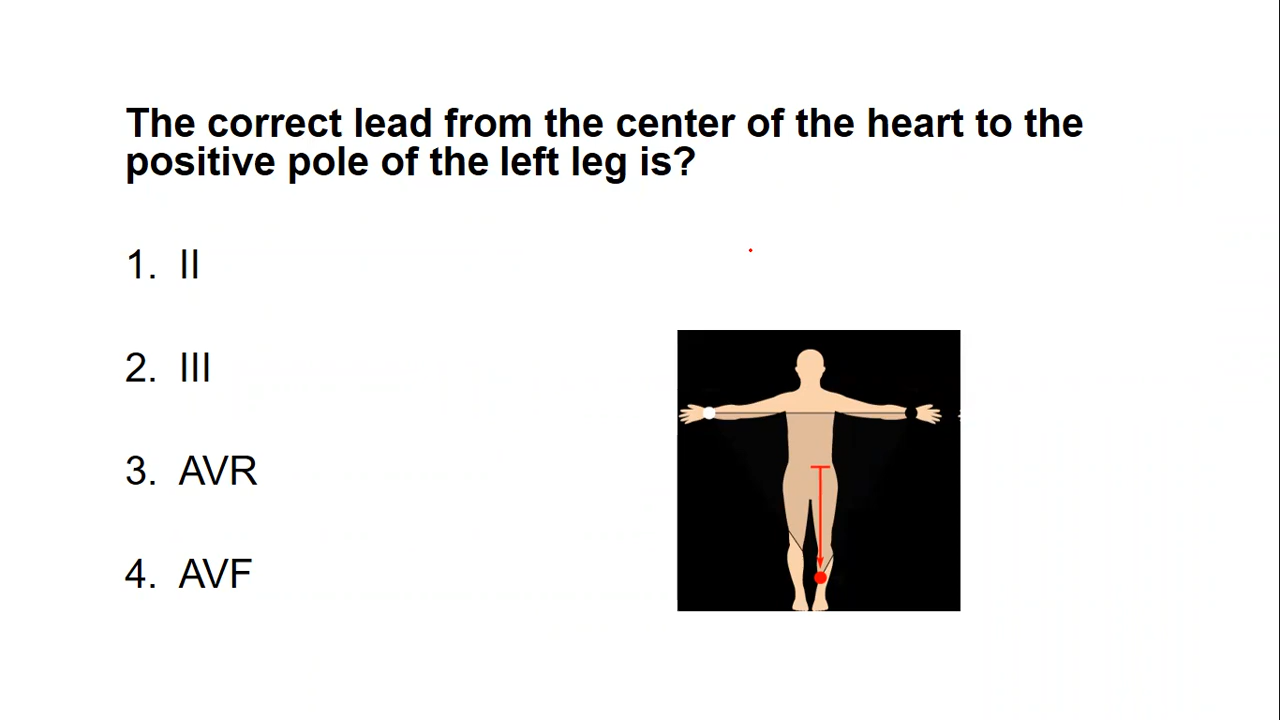 The correct lead from the center of the heart to the
positive pole of the left leg is?
1. II
2. III
3. AVR
4. AVF